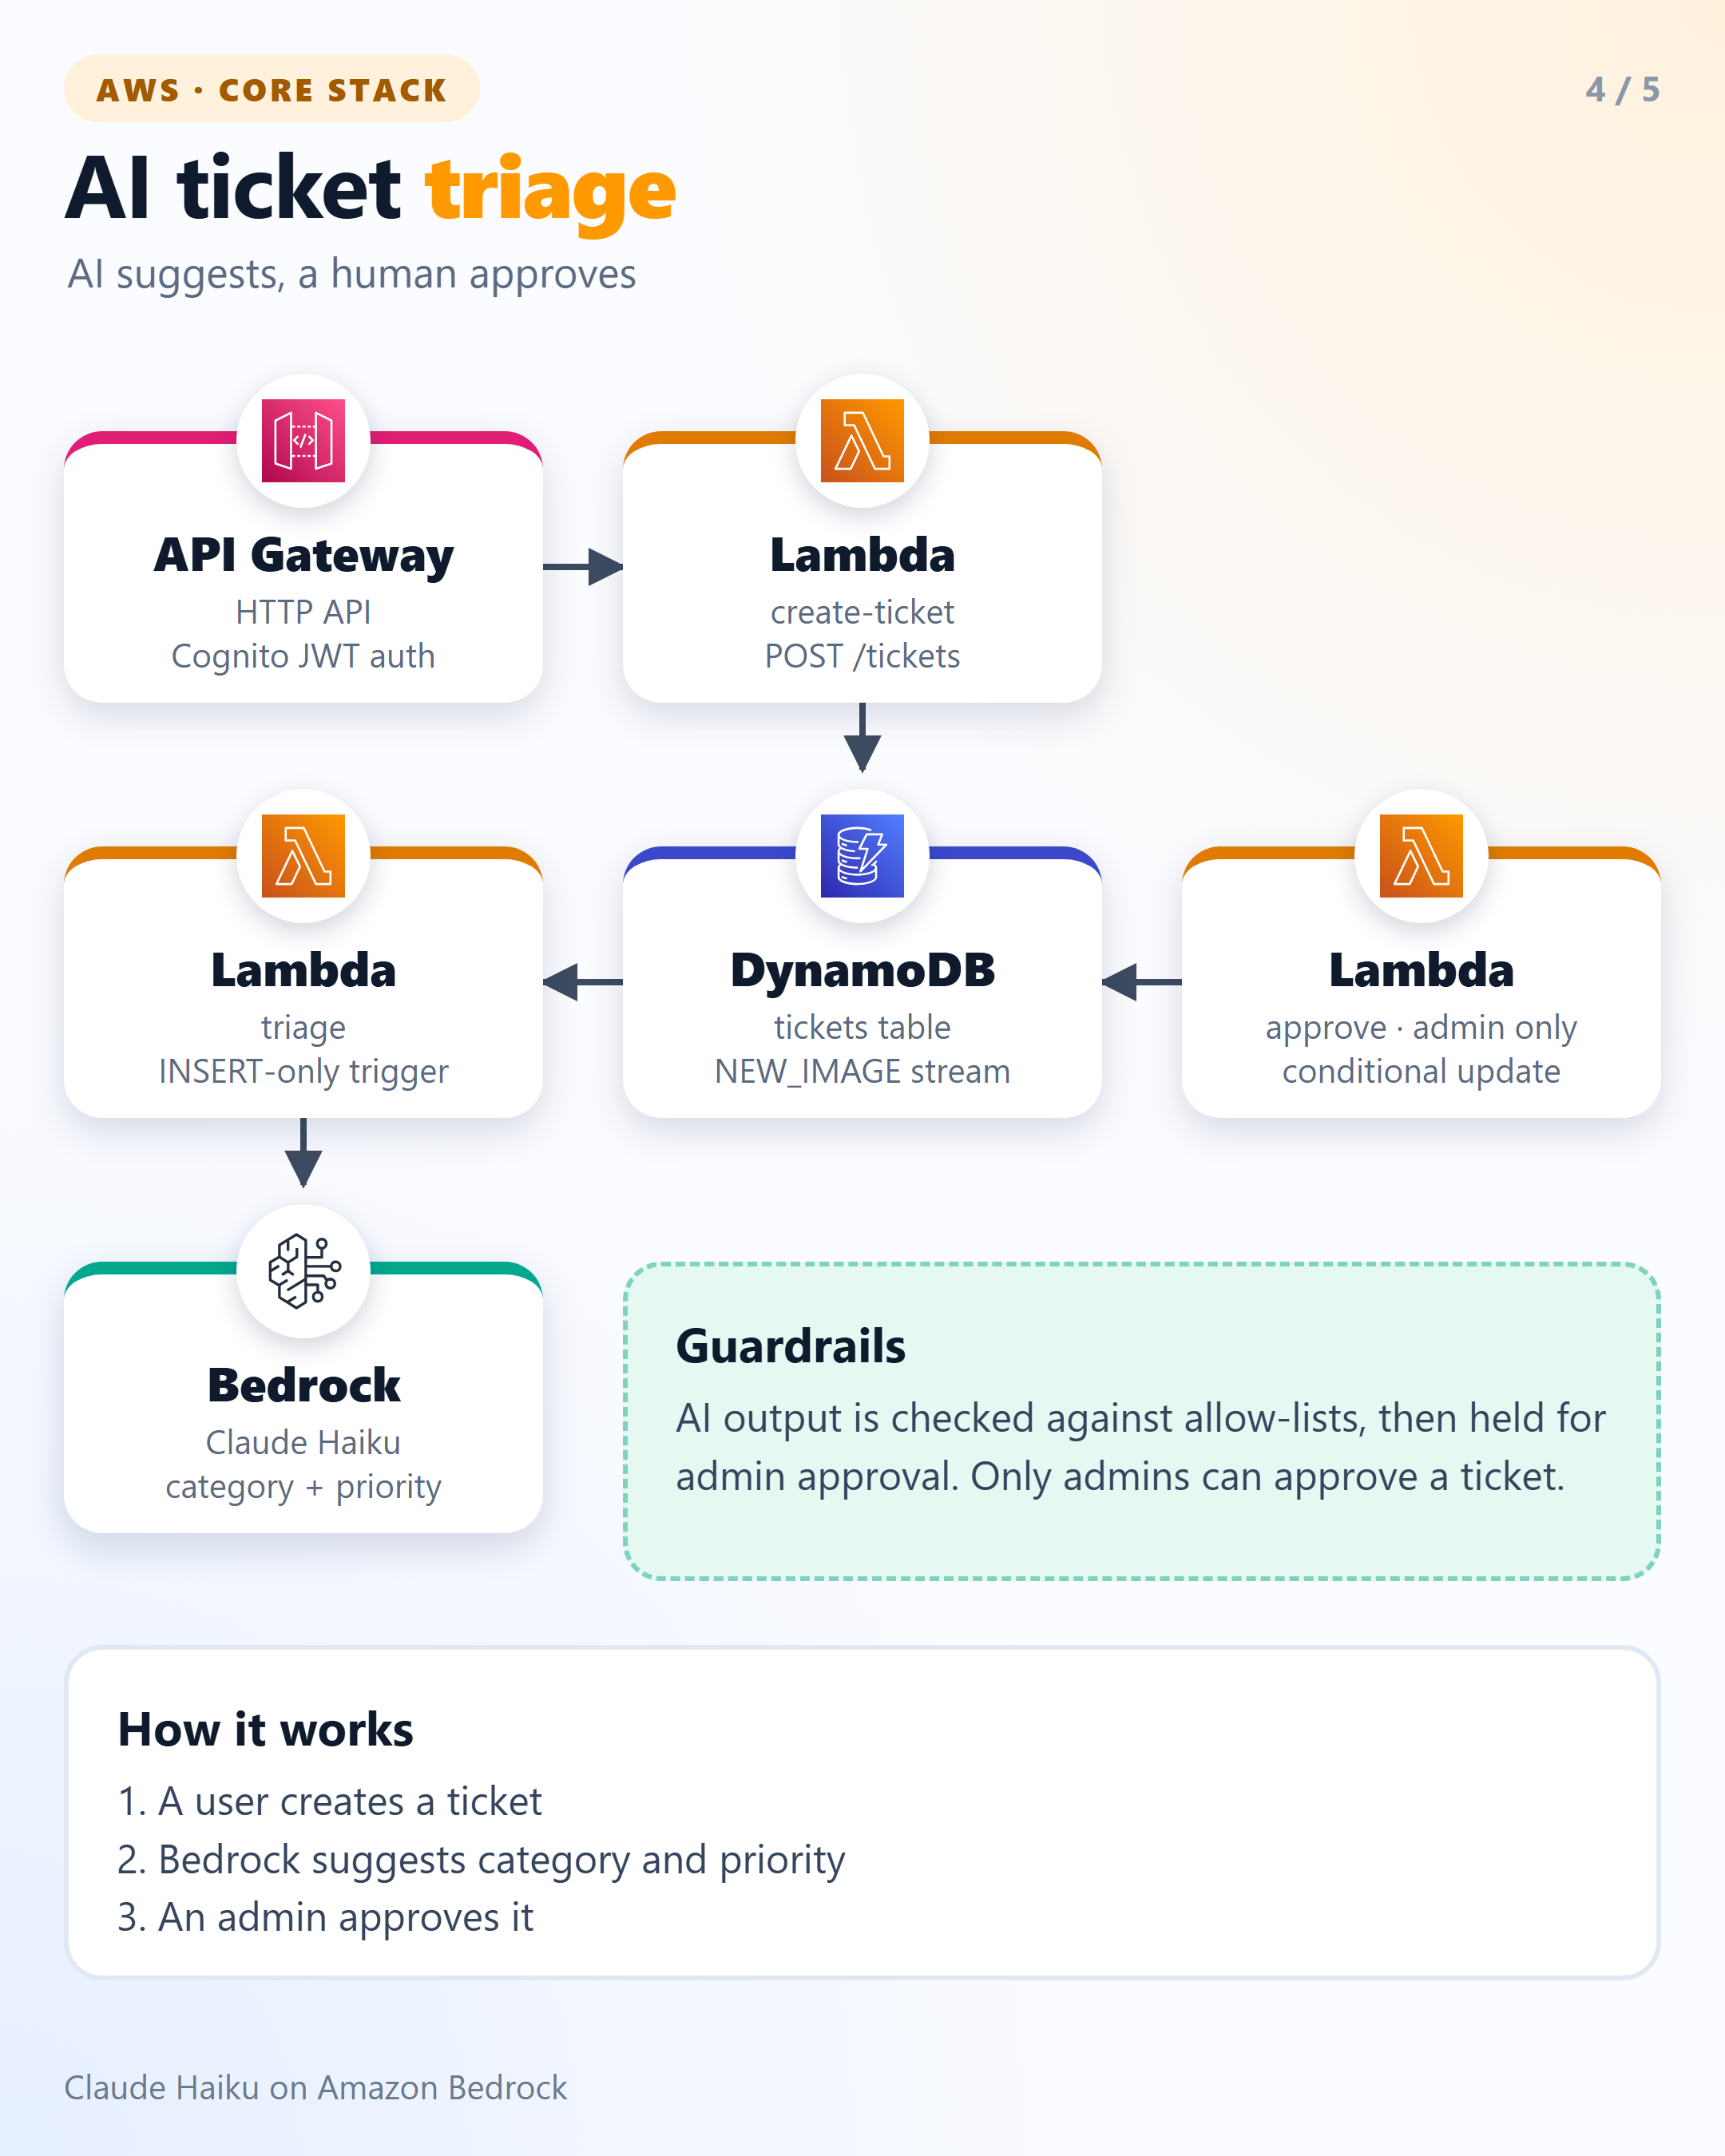 AWS · CORE STACK
4 / 5
AI ticket triage
AI suggests, a human approves
API Gateway
HTTP API
Cognito JWT auth
Lambda
create-ticket
POST /tickets
Lambda
triage
INSERT-only trigger
DynamoDB
tickets table
NEW_IMAGE stream
Lambda
approve · admin only
conditional update
Bedrock
Claude Haiku
category + priority
Guardrails
AI output is checked against allow-lists, then held for
admin approval. Only admins can approve a ticket.
How it works
1. A user creates a ticket
2. Bedrock suggests category and priority
3. An admin approves it
Claude Haiku on Amazon Bedrock